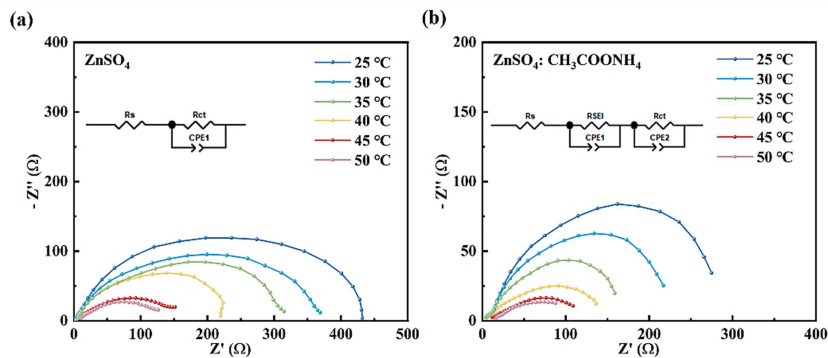 (a)
ZnSO₄
25 °C
30 °C
35 °C
40 °C
45 °C
50 °C
Rs
Rct
CPE1
- Z'' (Ω)
400
300
200
100
0
0
100
200
300
400
500
Z' (Ω)
(b)
ZnSO₄: CH₃COONH₄
25 °C
30 °C
35 °C
40 °C
45 °C
50 °C
Rs
RSEI
Rct
CPE1
CPE2
- Z'' (Ω)
200
150
100
50
0
0
100
200
300
400
Z' (Ω)